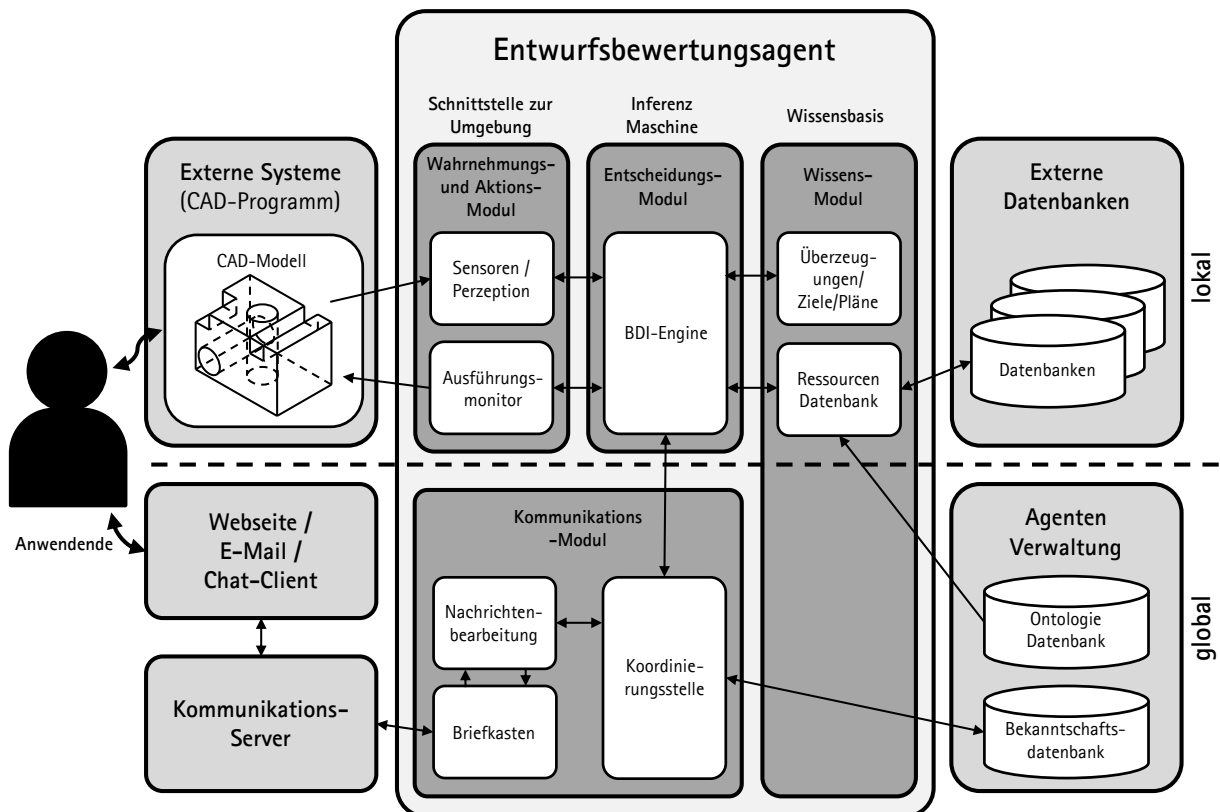 Entwurfsbewertungsagent
Schnittstelle zur
Umgebung
Inferenz
Maschine
Wissensbasis
Externe Systeme
(CAD-Programm)
CAD-Modell
Wahrnehmungs-
und Aktions-
Modul
Sensoren /
Perzeption
Ausführungs-
monitor
Entscheidungs-
Modul
BDI-Engine
Wissens-
Modul
Überzeug-
ungen/
Ziele/Pläne
Ressourcen
Datenbank
Externe
Datenbanken
Datenbanken
lokal
Anwendende
Webseite /
E-Mail /
Chat-Client
Kommunikations-
Server
Kommunikations
-Modul
Nachrichten-
bearbeitung
Briefkasten
Koordinie-
rungsstelle
Agenten
Verwaltung
Ontologie
Datenbank
Bekanntschafts-
datenbank
global